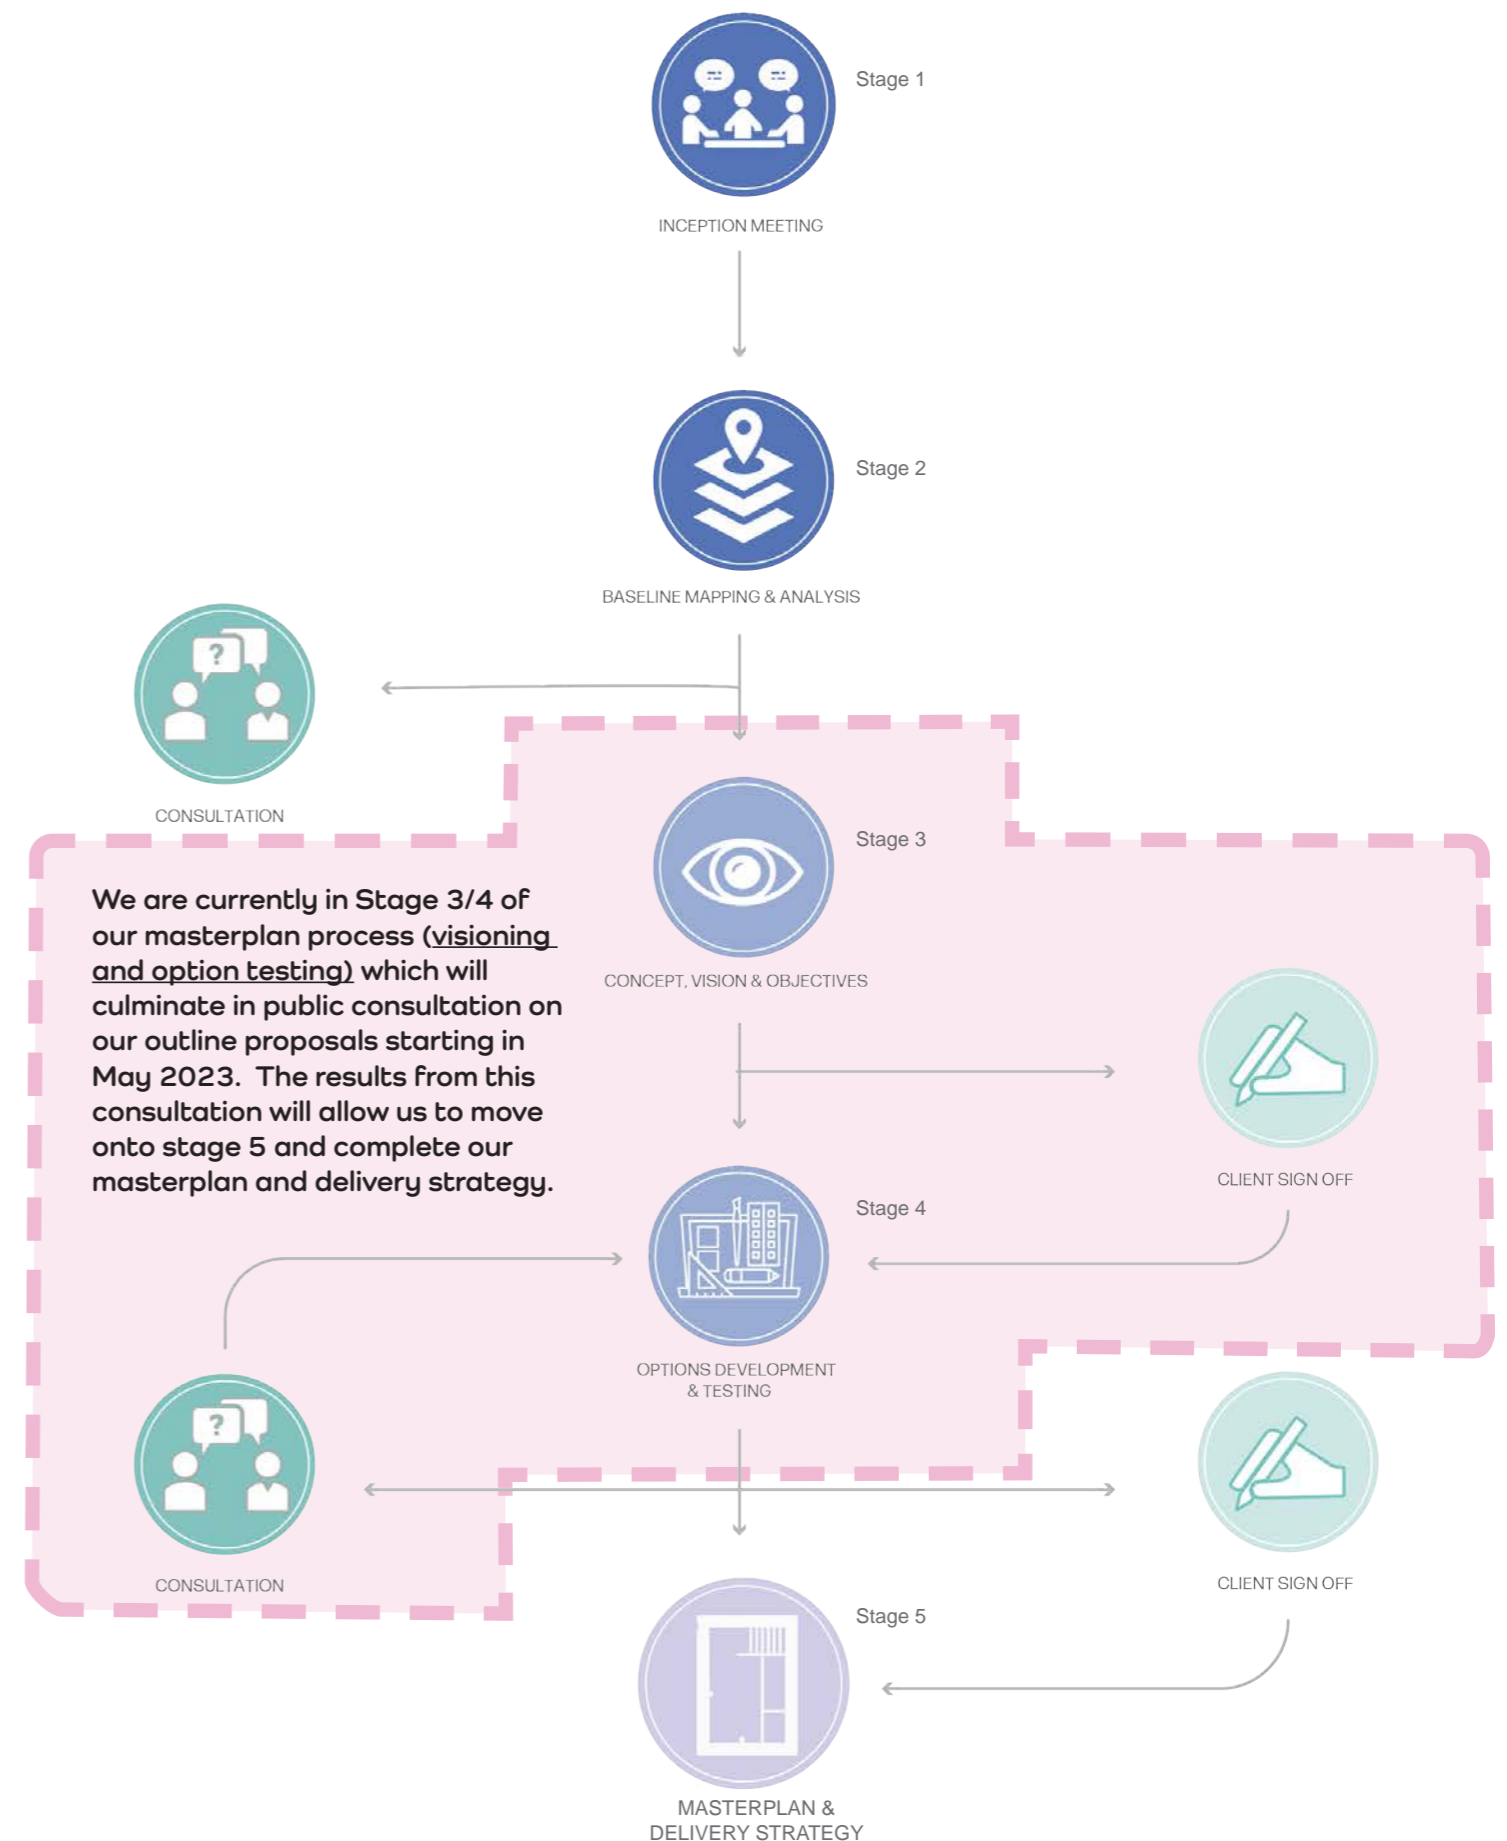 Stage 1
INCEPTION MEETING
Stage 2
BASELINE MAPPING & ANALYSIS
?
CONSULTATION
Stage 3
We are currently in Stage 3/4 of
our masterplan process (visioning
and option testing) which will
culminate in public consultation on
our outline proposals starting in
May 2023. The results from this
consultation will allow us to move
onto stage 5 and complete our
masterplan and delivery strategy.
CONCEPT, VISION & OBJECTIVES
CLIENT SIGN OFF
Stage 4
OPTIONS DEVELOPMENT
& TESTING
?
CONSULTATION
CLIENT SIGN OFF
Stage 5
MASTERPLAN &
DELIVERY STRATEGY